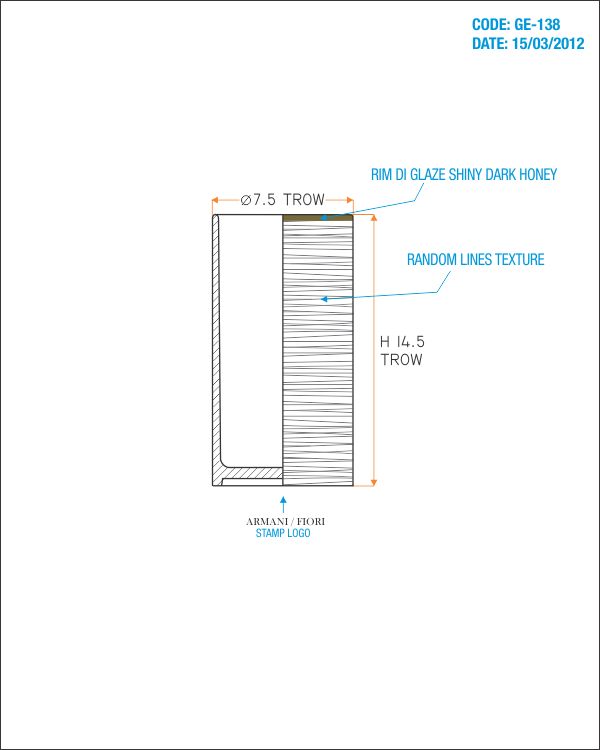 CODE: GE-138
DATE: 15/03/2012
RIM DI GLAZE SHINY DARK HONEY
⌀7.5 TROW
RANDOM LINES TEXTURE
H 14.5
TROW
ARMANI / FIORI
STAMP LOGO